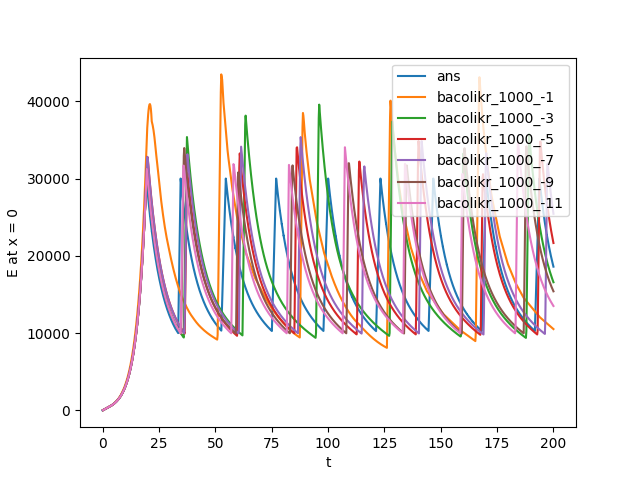 40000
30000
20000
10000
0
E at x = 0
0
25
50
75
100
125
150
175
200
t
ans
bacolikr_1000_-1
bacolikr_1000_-3
bacolikr_1000_-5
bacolikr_1000_-7
bacolikr_1000_-9
bacolikr_1000_-11